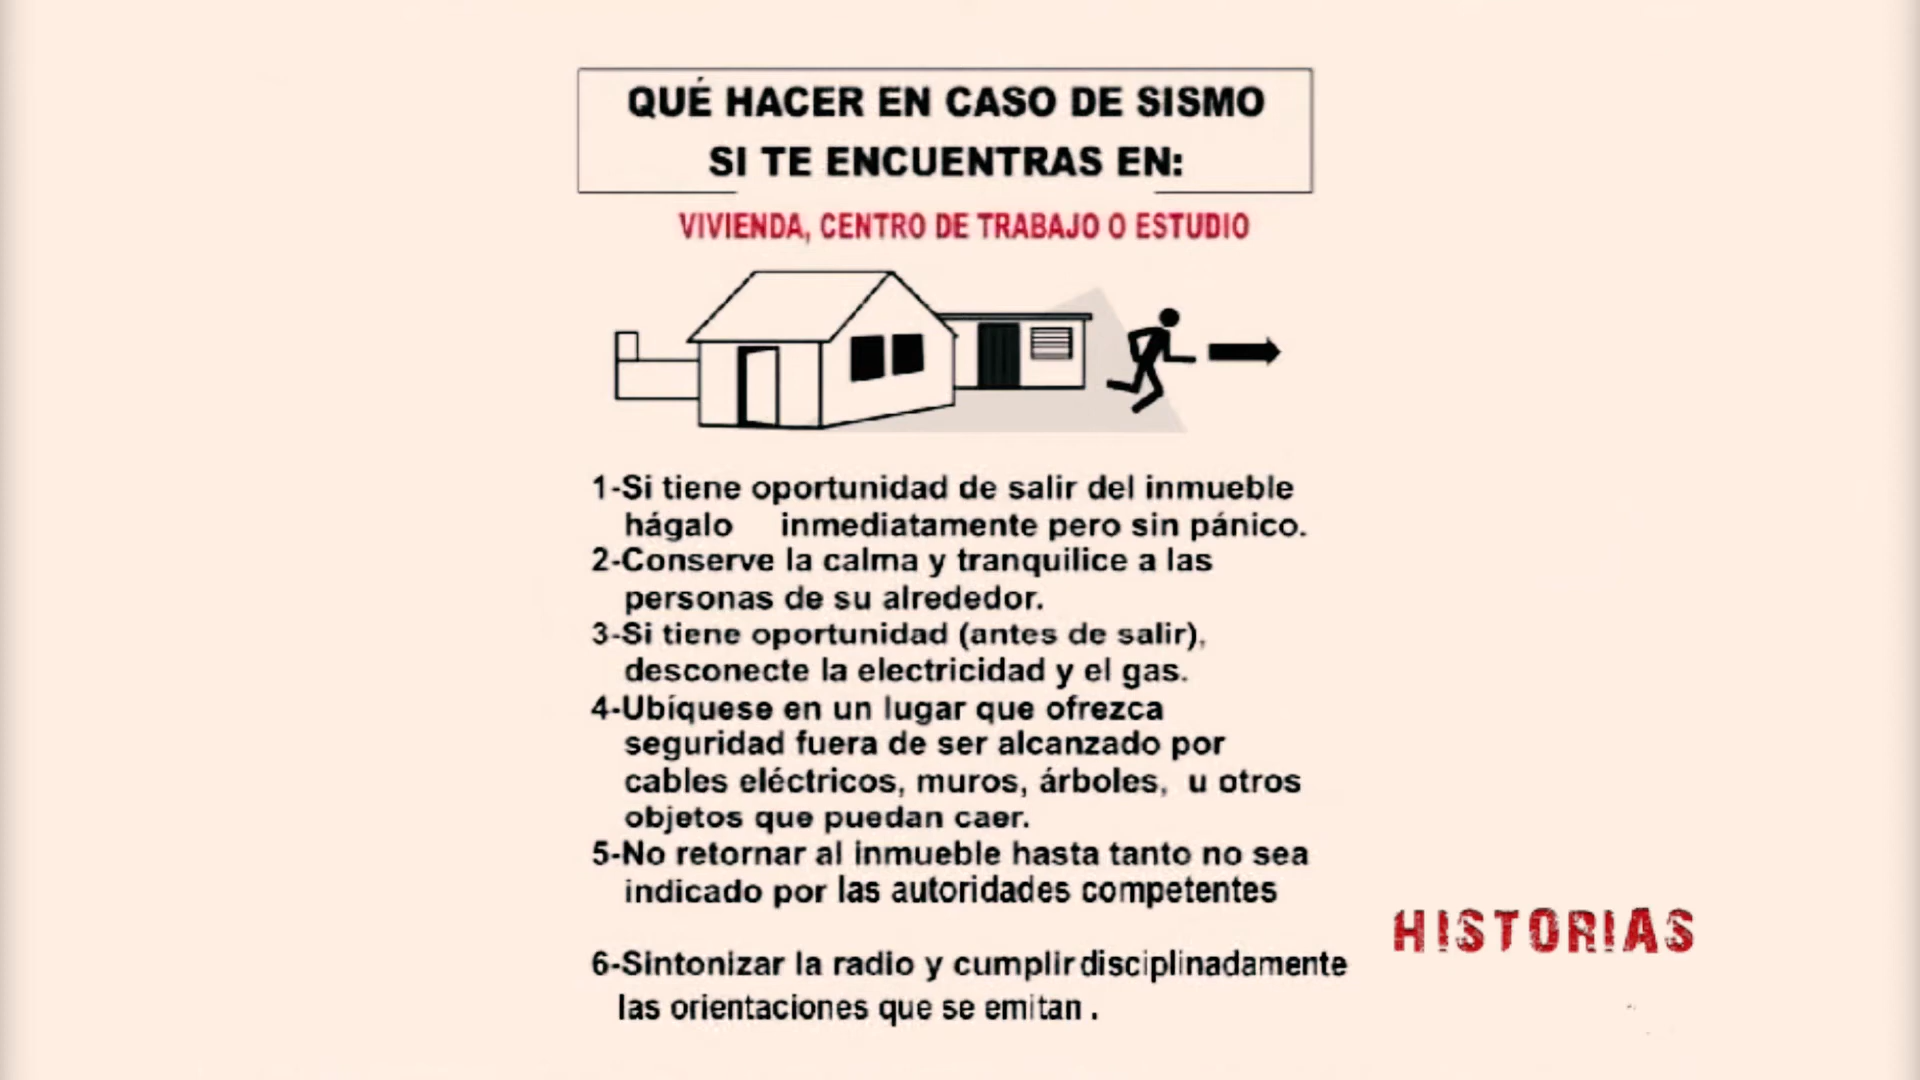 QUÉ HACER EN CASO DE SISMO
SI TE ENCUENTRAS EN:
VIVIENDA, CENTRO DE TRABAJO O ESTUDIO
1-Si tiene oportunidad de salir del inmueble
hágalo inmediatamente pero sin pánico.
2-Conserve la calma y tranquilice a las
personas de su alrededor.
3-Si tiene oportunidad (antes de salir),
desconecte la electricidad y el gas.
4-Ubíquese en un lugar que ofrezca
seguridad fuera de ser alcanzado por
cables eléctricos, muros, árboles, u otros
objetos que puedan caer.
5-No retornar al inmueble hasta tanto no sea
indicado por las autoridades competentes
6-Sintonizar la radio y cumplir disciplinadamente
las orientaciones que se emitan .
HISTORIAS